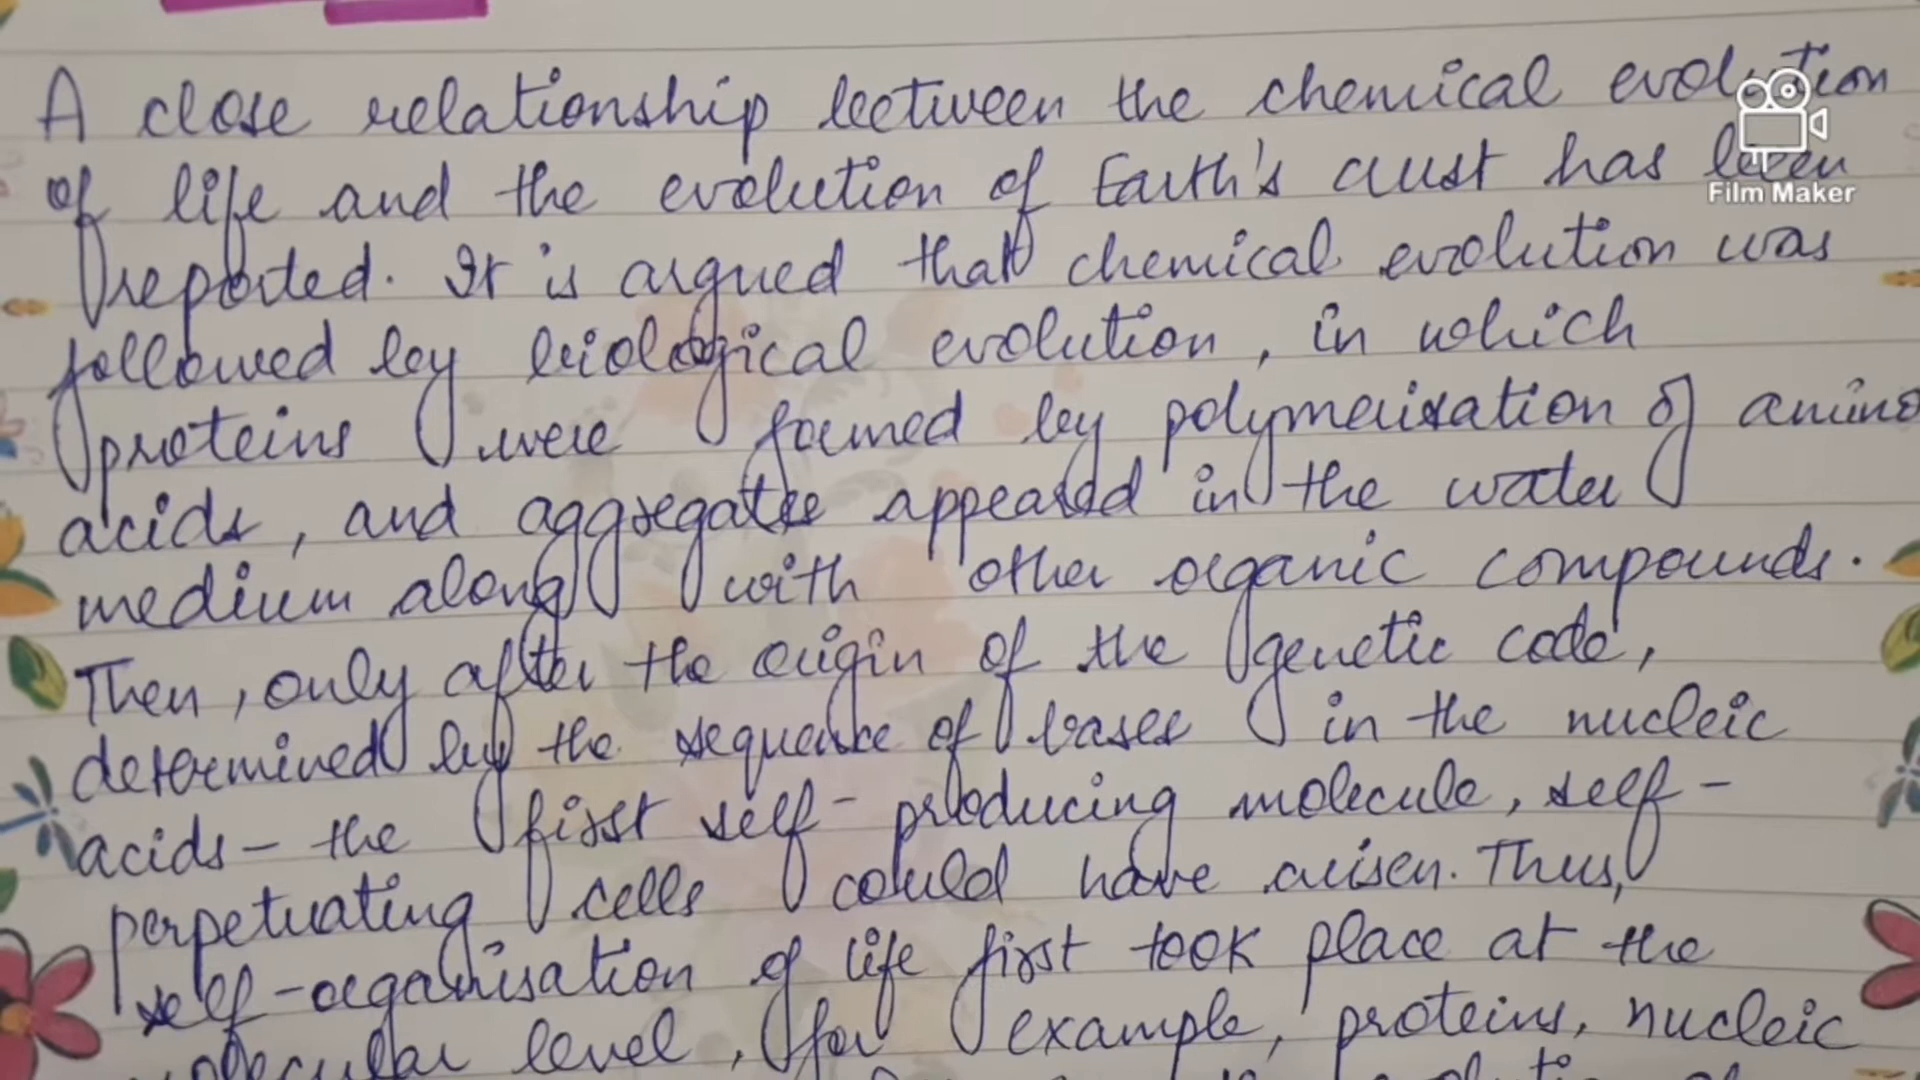 A close relationship between the chemical evolution
of life and the evolution of Earth's crust has been
reported. It is argued that chemical evolution was
followed by biological evolution, in which
proteins were formed by polymerisation of amino
acids, and aggregates appeared in the water
medium along with other organic compounds.
Then, only after the origin of the genetic code,
determined by the sequence of bases in the nucleic
acids- the first self-producing molecule, self-
perpetuating cells could have arisen. Thus,
self-organisation of life first took place at the
molecular level, for example, proteins, nucleic
Film Maker